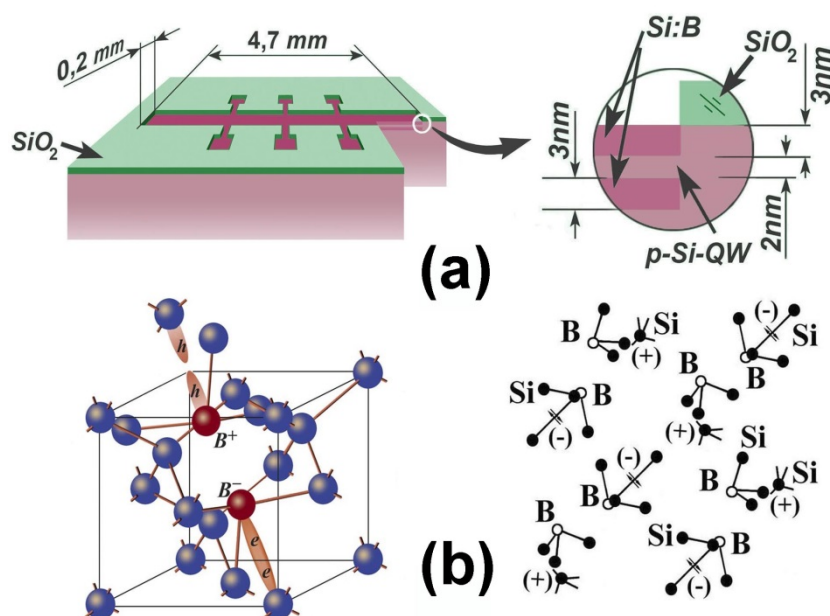 0,2 mm
4,7 mm
SiO2
Si:B
SiO2
3nm
3nm
2nm
p-Si-QW
(a)
h
h
B+
B−
e
e
(b)
B
Si
(+)
(-)
Si
B
Si
B
(-)
B
(+)
(-)
B
B
Si
Si
(+)
B
(+)
Si
B
(-)